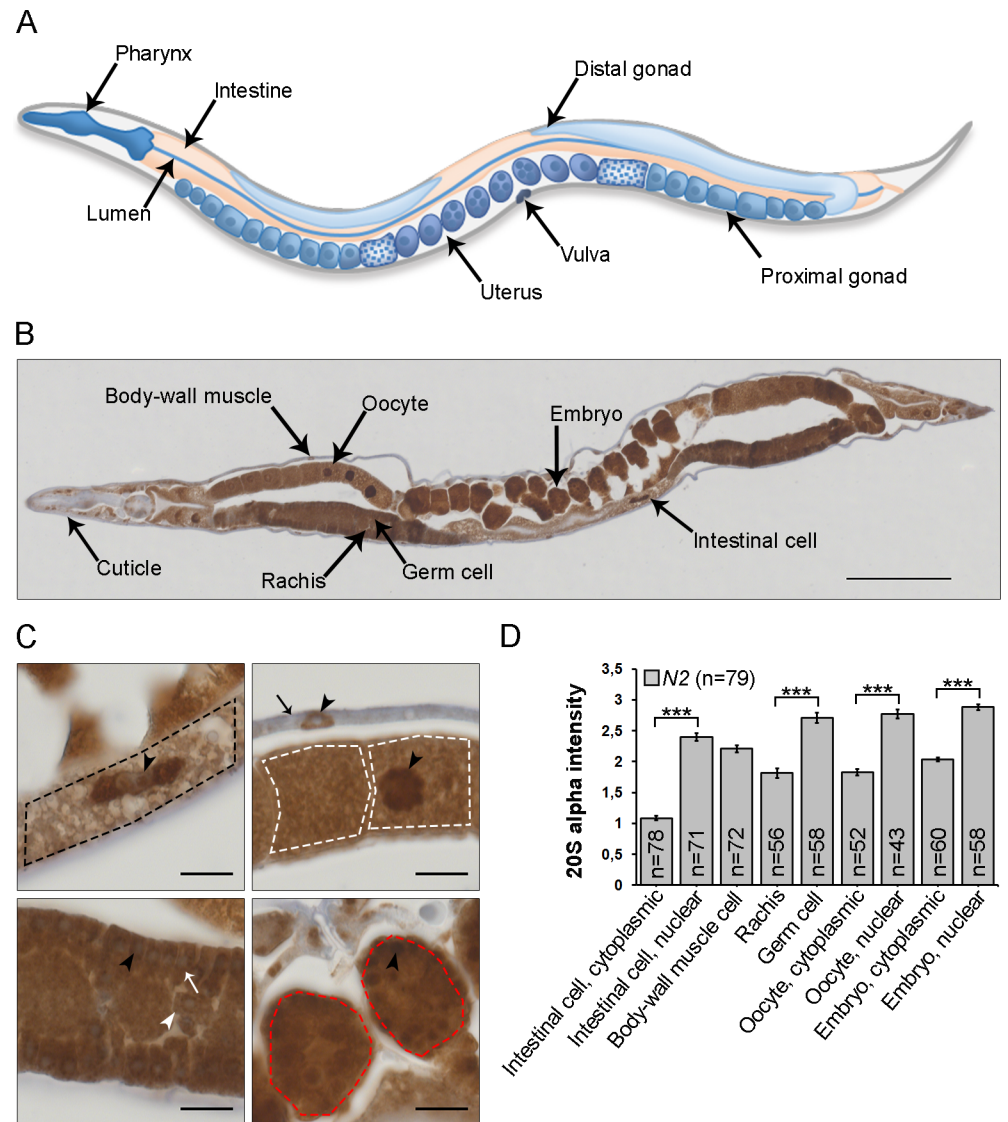 A
Pharynx
Intestine
Distal gonad
Lumen
Vulva
Uterus
Proximal gonad
B
Body-wall muscle
Oocyte
Embryo
Cuticle
Rachis
Germ cell
Intestinal cell
C
D
20S alpha intensity
3,5
3
2,5
2
1,5
1
0,5
0
N2 (n=79)
***
***
***
***
n=78
n=71
n=72
n=56
n=58
n=52
n=43
n=60
n=58
Intestinal cell, cytoplasmic
Intestinal cell, nuclear
Body-wall muscle cell
Rachis
Germ cell
Oocyte, cytoplasmic
Oocyte, nuclear
Embryo, cytoplasmic
Embryo, nuclear